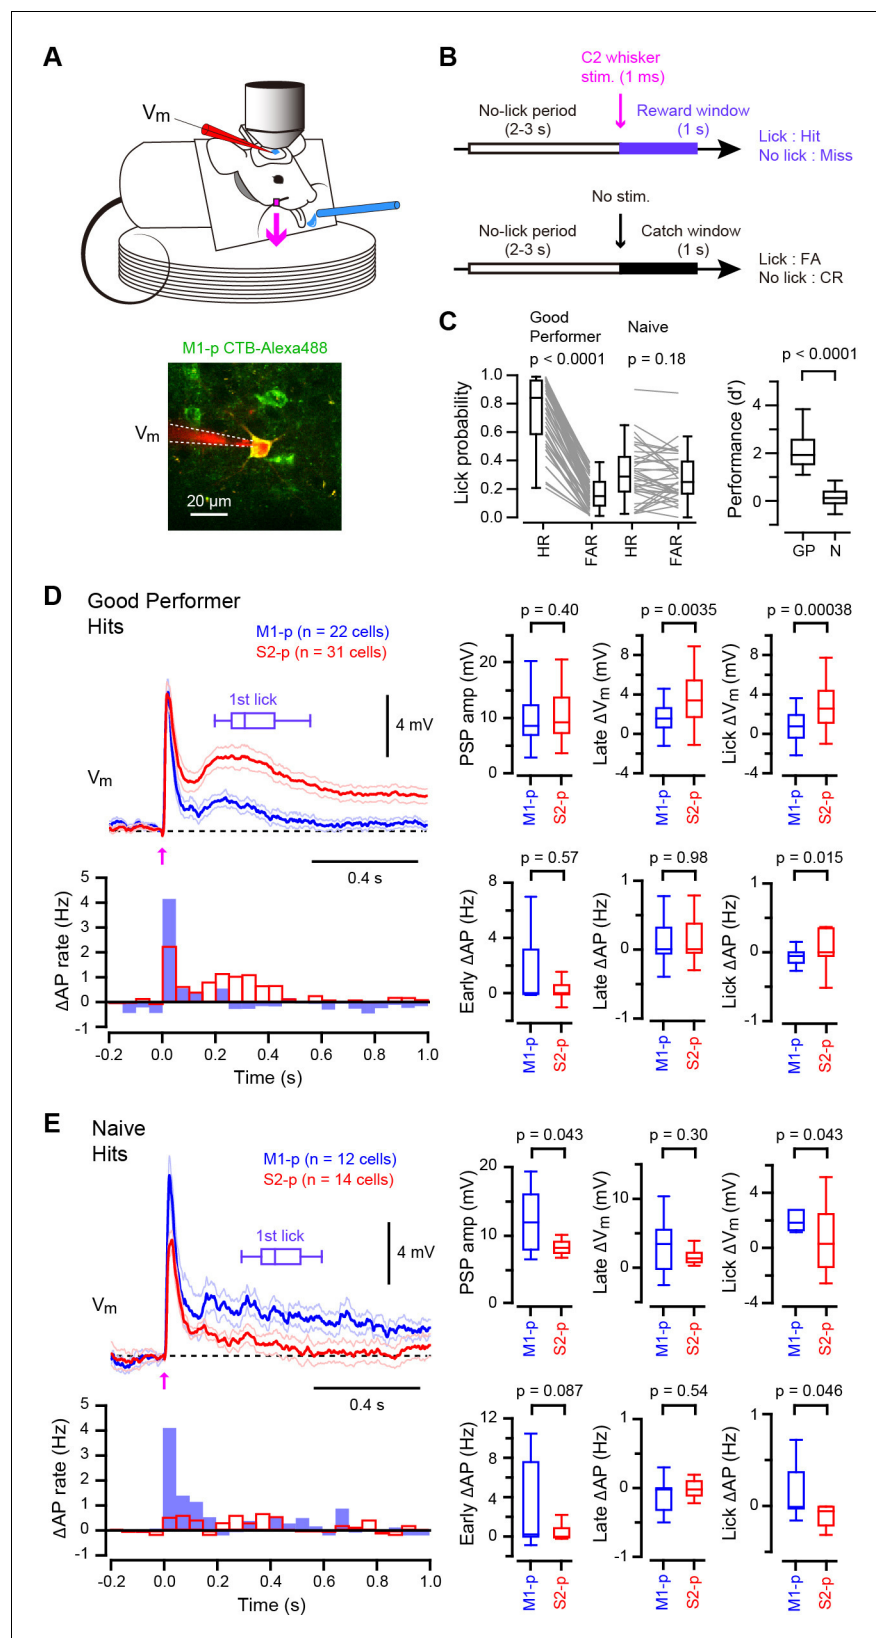 A
Vm
M1-p CTB-Alexa488
Vm
20 µm
B
C2 whisker
stim. (1 ms)
No-lick period
(2-3 s)
Reward window
(1 s)
Lick : Hit
No lick : Miss
No stim.
No-lick period
(2-3 s)
Catch window
(1 s)
Lick : FA
No lick : CR
C
Good
Performer
Naive
p < 0.0001
p = 0.18
Lick probability
1.0
0.8
0.6
0.4
0.2
0.0
HR
FAR
HR
FAR
p < 0.0001
Performance (d')
4
2
0
GP
N
D
Good Performer
Hits
M1-p (n = 22 cells)
S2-p (n = 31 cells)
1st lick
4 mV
Vm
0.4 s
ΔAP rate (Hz)
5
4
3
2
1
0
-1
-0.2
0.0
0.2
0.4
0.6
0.8
1.0
Time (s)
p = 0.40
PSP amp (mV)
20
10
0
M1-p
S2-p
p = 0.0035
Late ΔVm (mV)
8
4
0
-4
M1-p
S2-p
p = 0.00038
Lick ΔVm (mV)
8
4
0
-4
M1-p
S2-p
p = 0.57
Early ΔAP (Hz)
8
4
0
M1-p
S2-p
p = 0.98
Late ΔAP (Hz)
1
0
-1
M1-p
S2-p
p = 0.015
Lick ΔAP (Hz)
1
0
-1
M1-p
S2-p
E
Naive
Hits
M1-p (n = 12 cells)
S2-p (n = 14 cells)
1st lick
4 mV
Vm
0.4 s
ΔAP rate (Hz)
5
4
3
2
1
0
-1
-0.2
0.0
0.2
0.4
0.6
0.8
1.0
Time (s)
p = 0.043
PSP amp (mV)
20
10
0
M1-p
S2-p
p = 0.30
Late ΔVm (mV)
10
0
M1-p
S2-p
p = 0.043
Lick ΔVm (mV)
4
0
-4
M1-p
S2-p
p = 0.087
Early ΔAP (Hz)
12
8
4
0
M1-p
S2-p
p = 0.54
Late ΔAP (Hz)
1
0
-1
M1-p
S2-p
p = 0.046
Lick ΔAP (Hz)
1
0
M1-p
S2-p